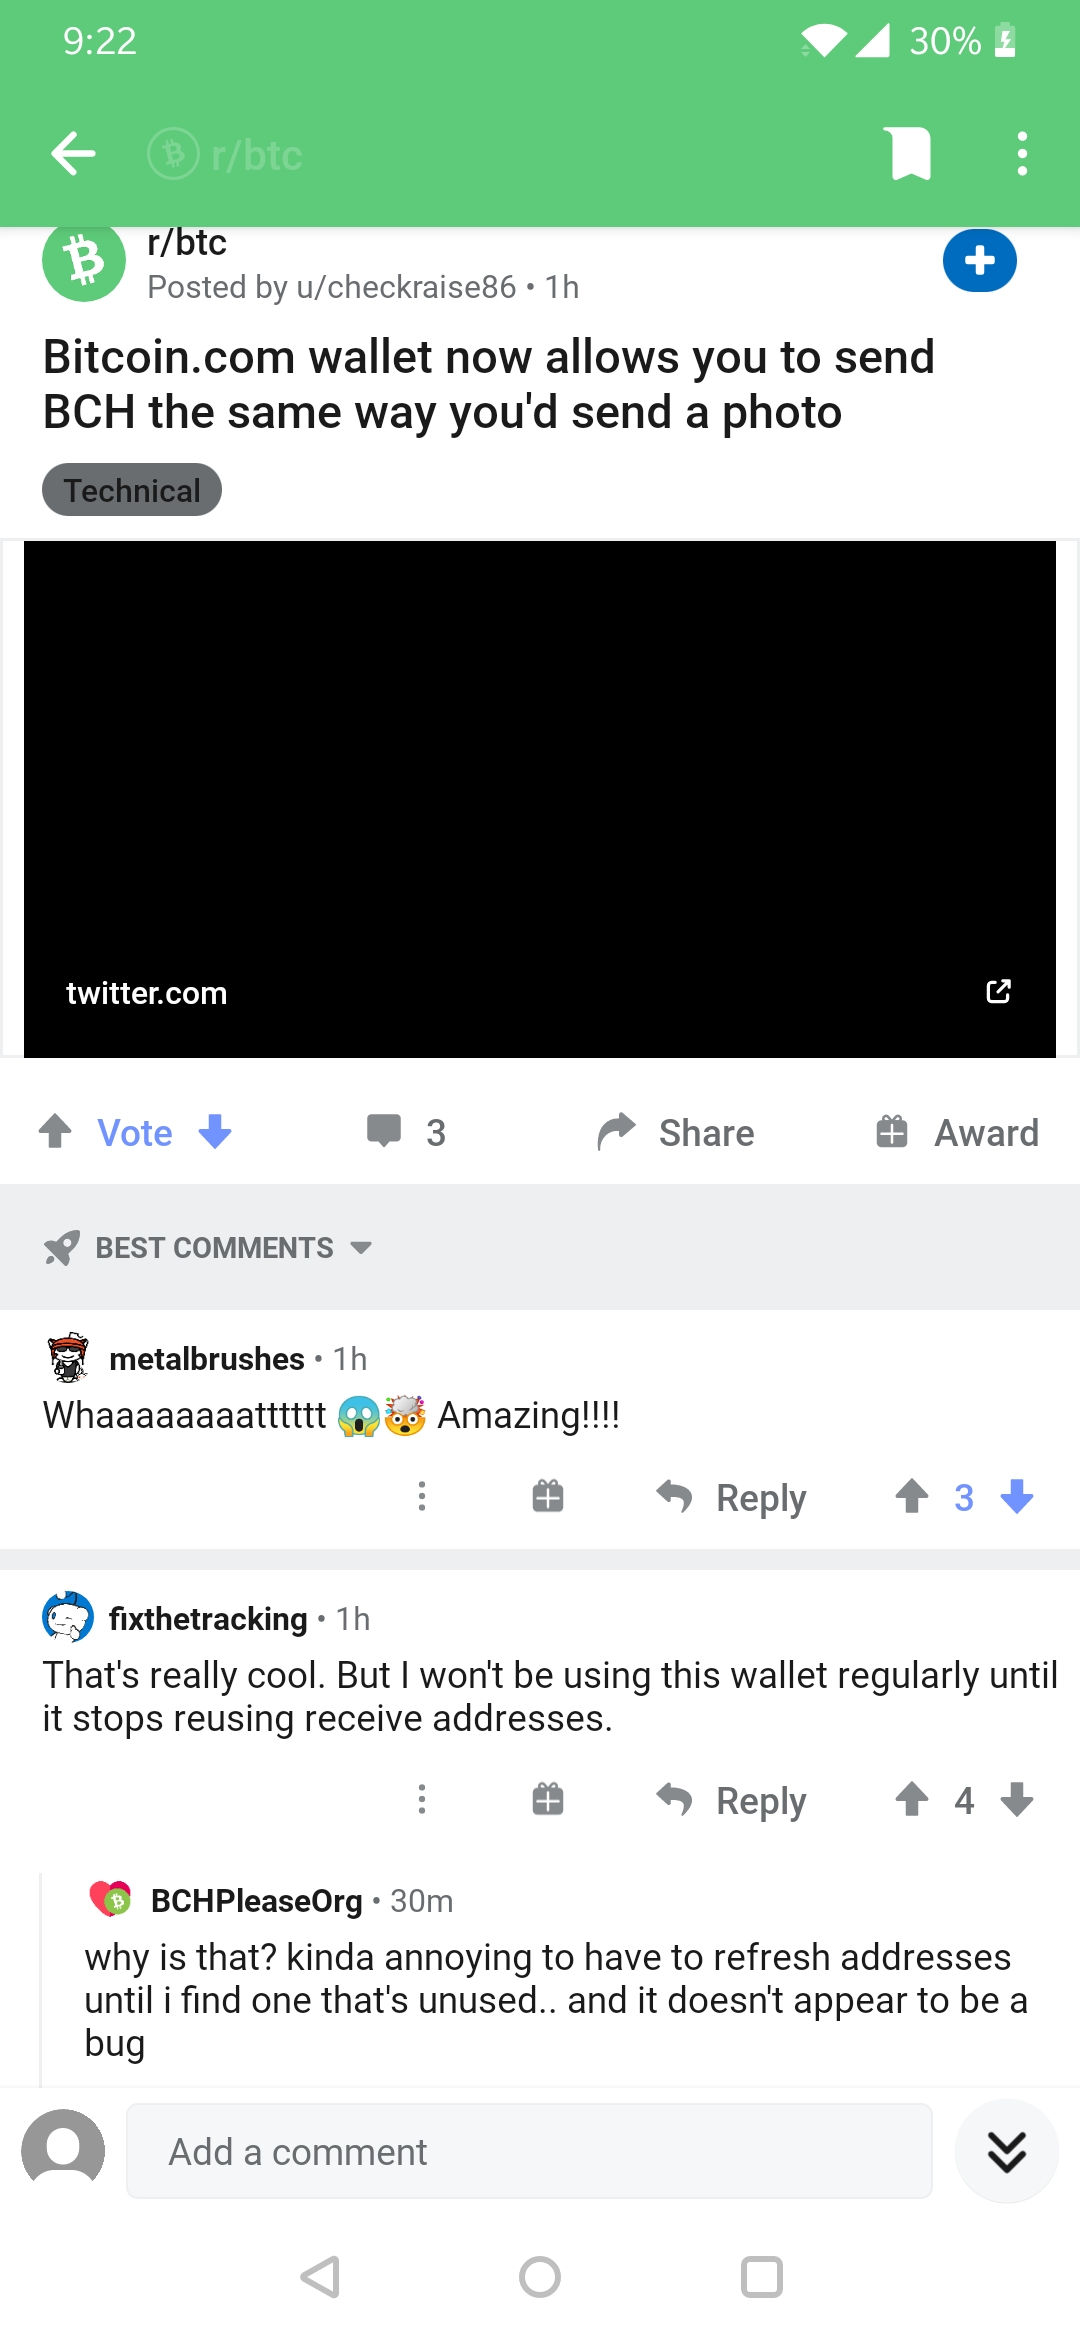 9:22
30%
r/btc
r/btc
Posted by u/checkraise86 • 1h
Bitcoin.com wallet now allows you to send
BCH the same way you'd send a photo
Technical
twitter.com
Vote
3
Share
Award
BEST COMMENTS
metalbrushes • 1h
Whaaaaaaaatttttt 😱🤯 Amazing!!!!
Reply
3
fixthetracking • 1h
That's really cool. But I won't be using this wallet regularly until
it stops reusing receive addresses.
Reply
4
BCHPleaseOrg • 30m
why is that? kinda annoying to have to refresh addresses
until i find one that's unused.. and it doesn't appear to be a
bug
Add a comment